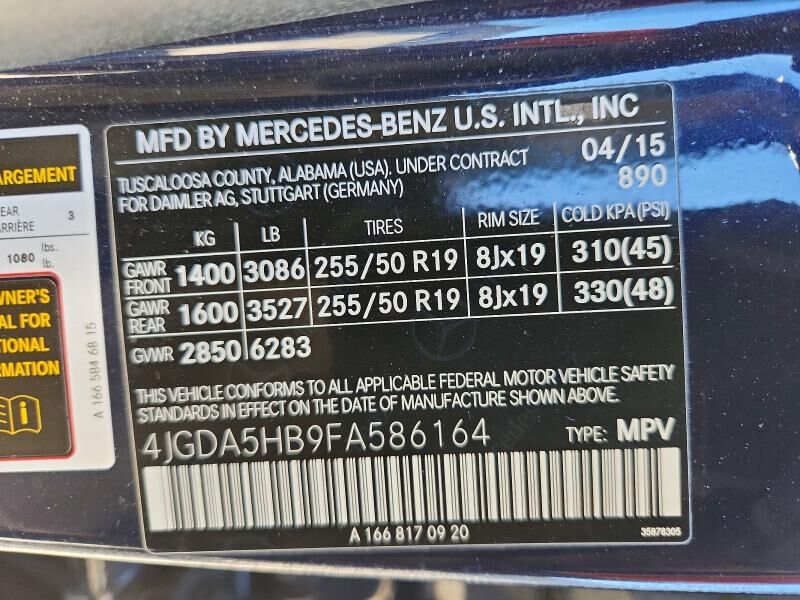 ARGEMENT
EAR
ARRIÈRE 3
1080 lbs.
lb.
WNER'S
AL FOR
TIONAL
RMATION
A 166 584 68 15
MFD BY MERCEDES-BENZ U.S. INTL., INC
TUSCALOOSA COUNTY, ALABAMA (USA). UNDER CONTRACT 04/15
FOR DAIMLER AG, STUTTGART (GERMANY) 890
KG LB TIRES RIM SIZE COLD KPA(PSI)
GAWR FRONT 1400 3086 255/50 R19 8Jx19 310(45)
GAWR REAR 1600 3527 255/50 R19 8Jx19 330(48)
GVWR 2850 6283
THIS VEHICLE CONFORMS TO ALL APPLICABLE FEDERAL MOTOR VEHICLE SAFETY
STANDARDS IN EFFECT ON THE DATE OF MANUFACTURE SHOWN ABOVE.
4JGDA5HB9FA586164 TYPE: MPV
A 166 817 09 20 35878305